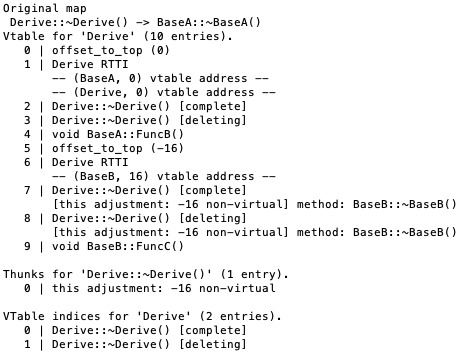 Original map
 Derive::~Derive() -> BaseA::~BaseA()
Vtable for 'Derive' (10 entries).
   0 | offset_to_top (0)
   1 | Derive RTTI
       -- (BaseA, 0) vtable address --
       -- (Derive, 0) vtable address --
   2 | Derive::~Derive() [complete]
   3 | Derive::~Derive() [deleting]
   4 | void BaseA::FuncB()
   5 | offset_to_top (-16)
   6 | Derive RTTI
       -- (BaseB, 16) vtable address --
   7 | Derive::~Derive() [complete]
       [this adjustment: -16 non-virtual] method: BaseB::~BaseB()
   8 | Derive::~Derive() [deleting]
       [this adjustment: -16 non-virtual] method: BaseB::~BaseB()
   9 | void BaseB::FuncC()

Thunks for 'Derive::~Derive()' (1 entry).
   0 | this adjustment: -16 non-virtual

VTable indices for 'Derive' (2 entries).
   0 | Derive::~Derive() [complete]
   1 | Derive::~Derive() [deleting]